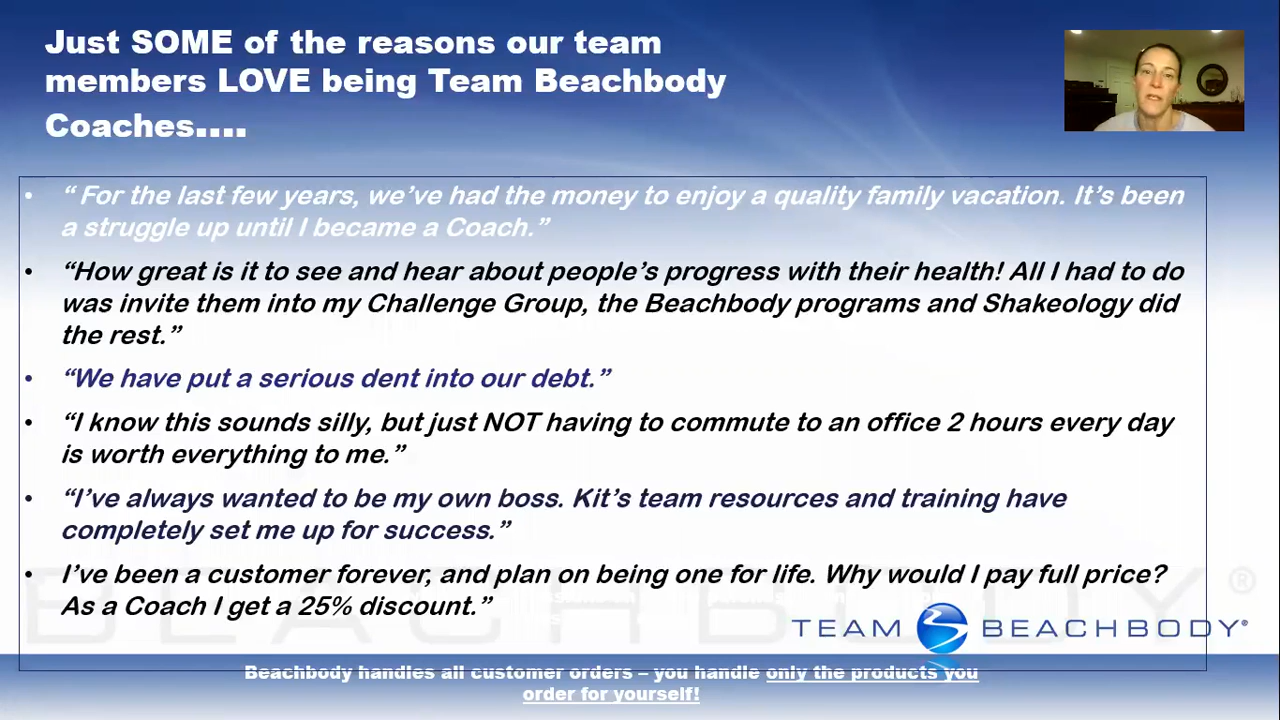 Just SOME of the reasons our team
members LOVE being Team Beachbody
Coaches....
• “ For the last few years, we’ve had the money to enjoy a quality family vacation. It’s been
a struggle up until I became a Coach.”
• “How great is it to see and hear about people’s progress with their health! All I had to do
was invite them into my Challenge Group, the Beachbody programs and Shakeology did
the rest.”
• “We have put a serious dent into our debt.”
• “I know this sounds silly, but just NOT having to commute to an office 2 hours every day
is worth everything to me.”
• “I’ve always wanted to be my own boss. Kit’s team resources and training have
completely set me up for success.”
• I’ve been a customer forever, and plan on being one for life. Why would I pay full price?
As a Coach I get a 25% discount.”
BEACHBODY®
TEAM BEACHBODY®
Beachbody handles all customer orders – you handle only the products you
order for yourself!